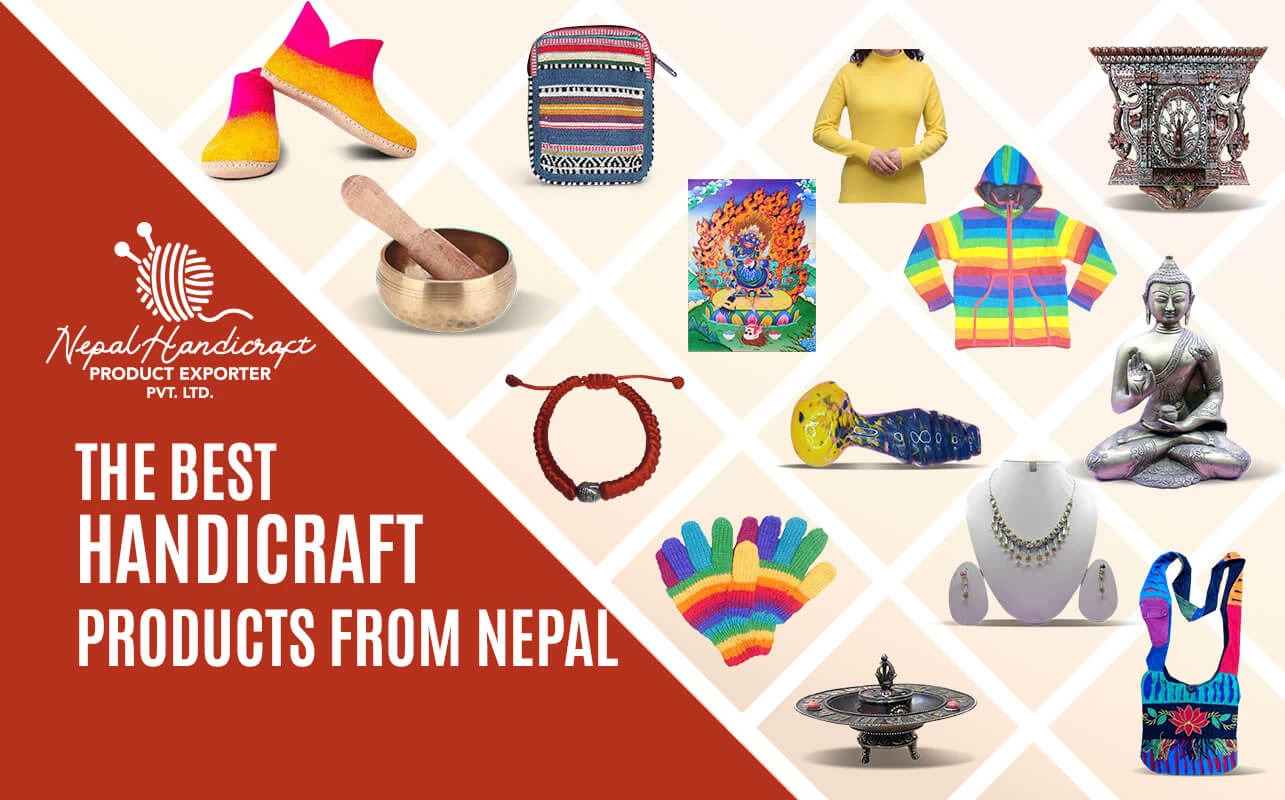 Nepal Handicraft
PRODUCT EXPORTER
PVT. LTD.
THE BEST
HANDICRAFT
PRODUCTS FROM NEPAL